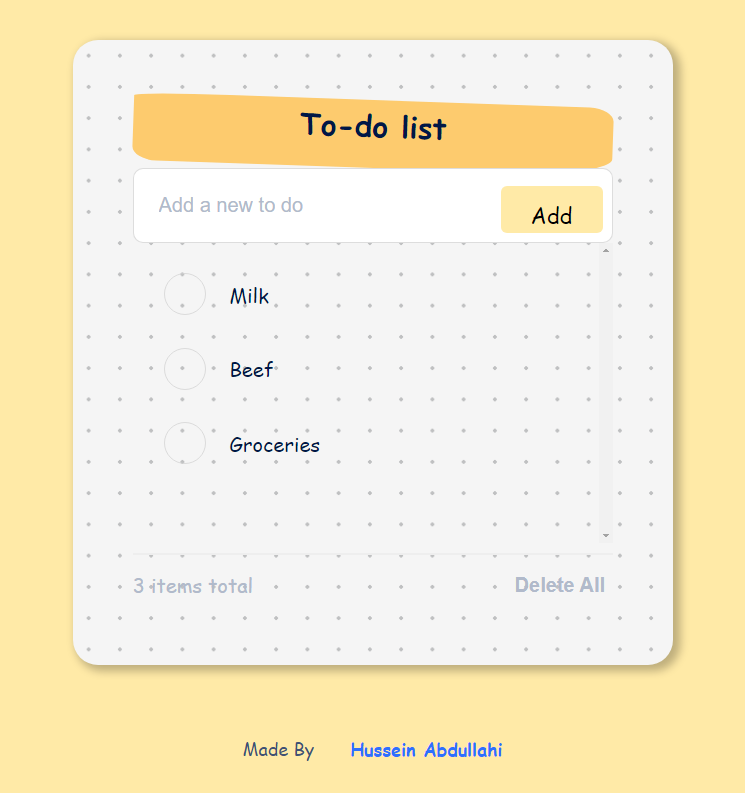 To-do list
Add a new to do
Add
Milk
Beef
Groceries
3 items total
Delete All
Made By Hussein Abdullahi